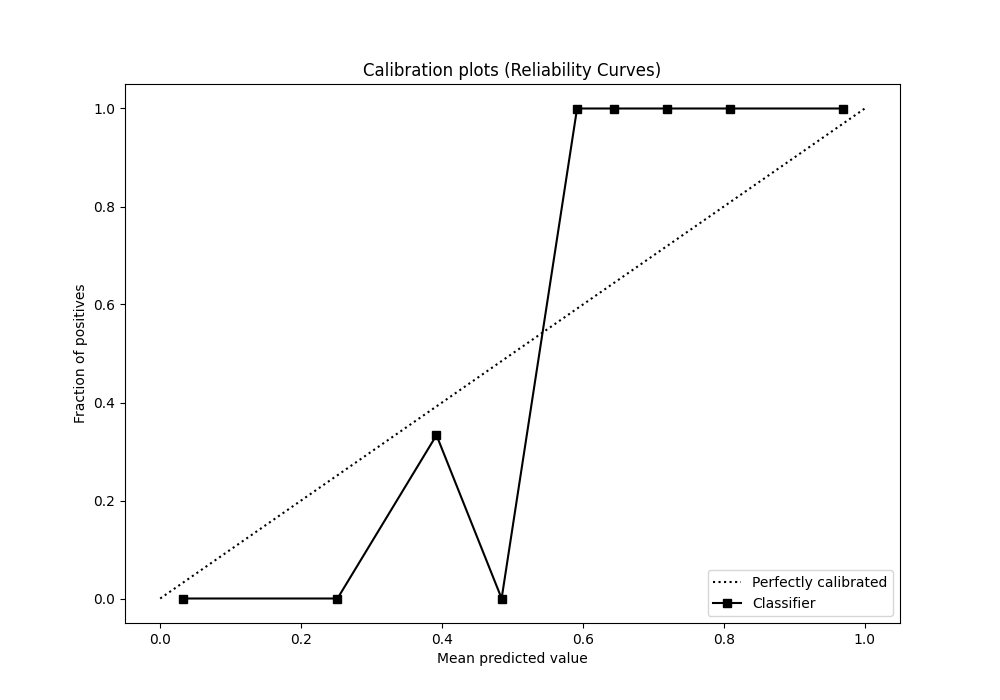 Calibration plots (Reliability Curves)
1.0
0.8
0.6
0.4
0.2
0.0
Fraction of positives
0.0 0.2 0.4 0.6 0.8 1.0
Mean predicted value
Perfectly calibrated
Classifier